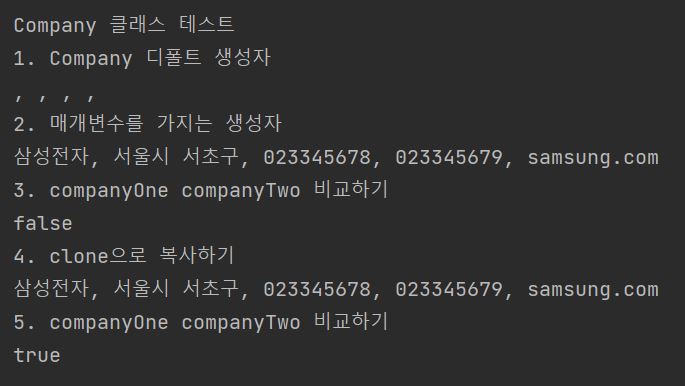 Company 클래스 테스트
1. Company 디폴트 생성자
, , , ,
2. 매개변수를 가지는 생성자
삼성전자, 서울시 서초구, 023345678, 023345679, samsung.com
3. companyOne companyTwo 비교하기
false
4. clone으로 복사하기
삼성전자, 서울시 서초구, 023345678, 023345679, samsung.com
5. companyOne companyTwo 비교하기
true